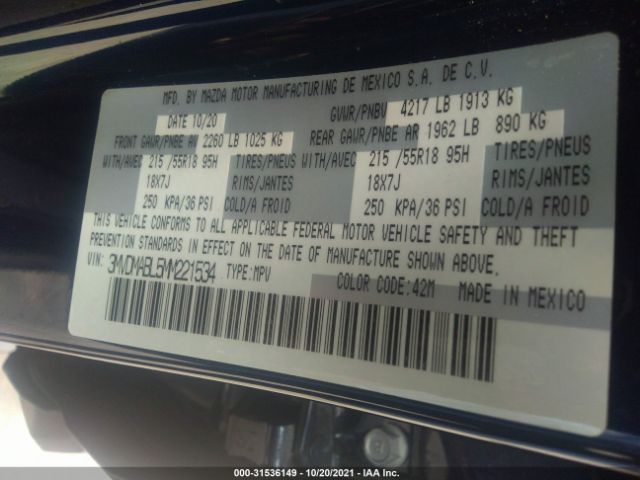 MFD. BY MAZDA MOTOR MANUFACTURING DE MEXICO S.A. DE C.V.
DATE 10/20 GVWR/PNBV 4217 LB 1913 KG
FRONT GAWR/PNBE AV 2260 LB 1025 KG REAR GAWR/PNBE AR 1962 LB 890 KG
WITH/AVEC 215 /55R18 95H TIRES/PNEUS WITH/AVEC 215 /55R18 95H TIRES/PNEUS
18X7J RIMS/JANTES 18X7J RIMS/JANTES
250 KPA/36 PSI COLD/A FROID 250 KPA/36 PSI COLD/A FROID
THIS VEHICLE CONFORMS TO ALL APPLICABLE FEDERAL MOTOR VEHICLE SAFETY AND THEFT
PREVENTION STANDARDS IN EFFECT ON THE DATE OF MANUFACTURE SHOWN ABOVE.
VIN: 3MVDMABL5MM221534 TYPE:MPV
COLOR CODE:42M MADE IN MEXICO
000-31536149 - 10/20/2021 - IAA Inc.